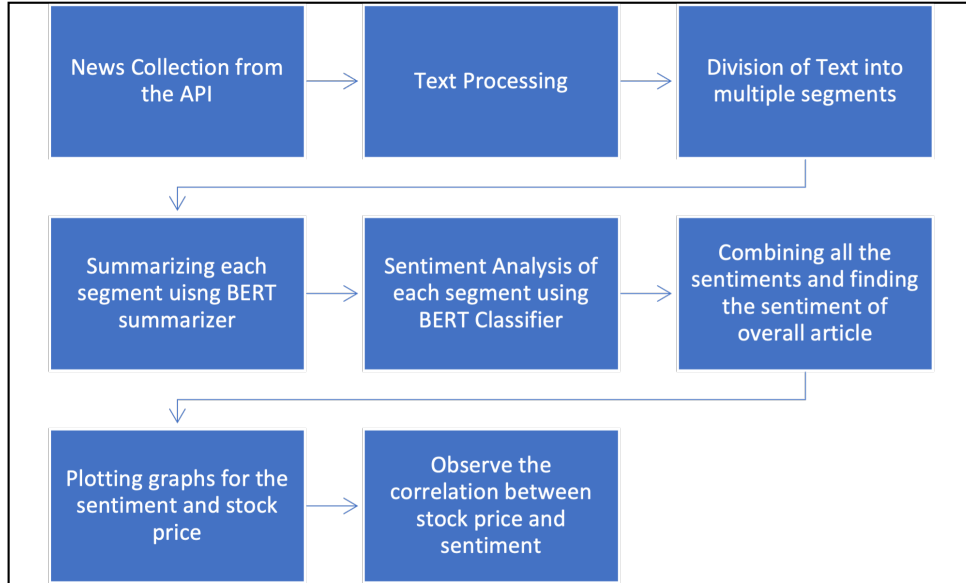 News Collection from
the API
Text Processing
Division of Text into
multiple segments
Summarizing each
segment uisng BERT
summarizer
Sentiment Analysis of
each segment using
BERT Classifier
Combining all the
sentiments and finding
the sentiment of
overall article
Plotting graphs for the
sentiment and stock
price
Observe the
correlation between
stock price and
sentiment